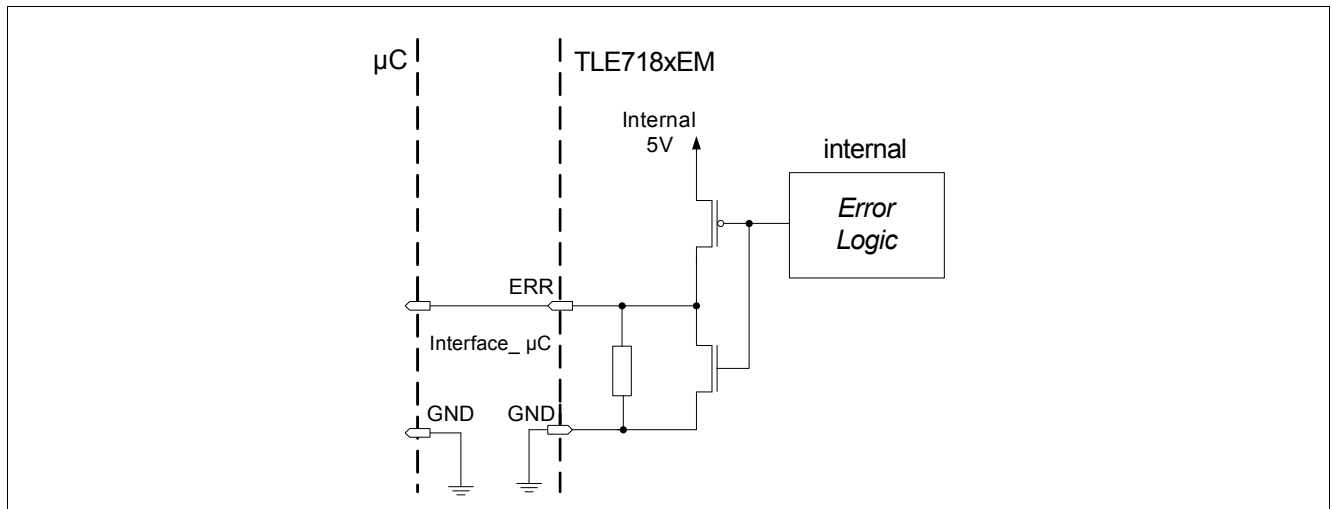 µC
TLE718xEM
Internal
5V
internal
Error
Logic
ERR
Interface_ µC
GND
GND